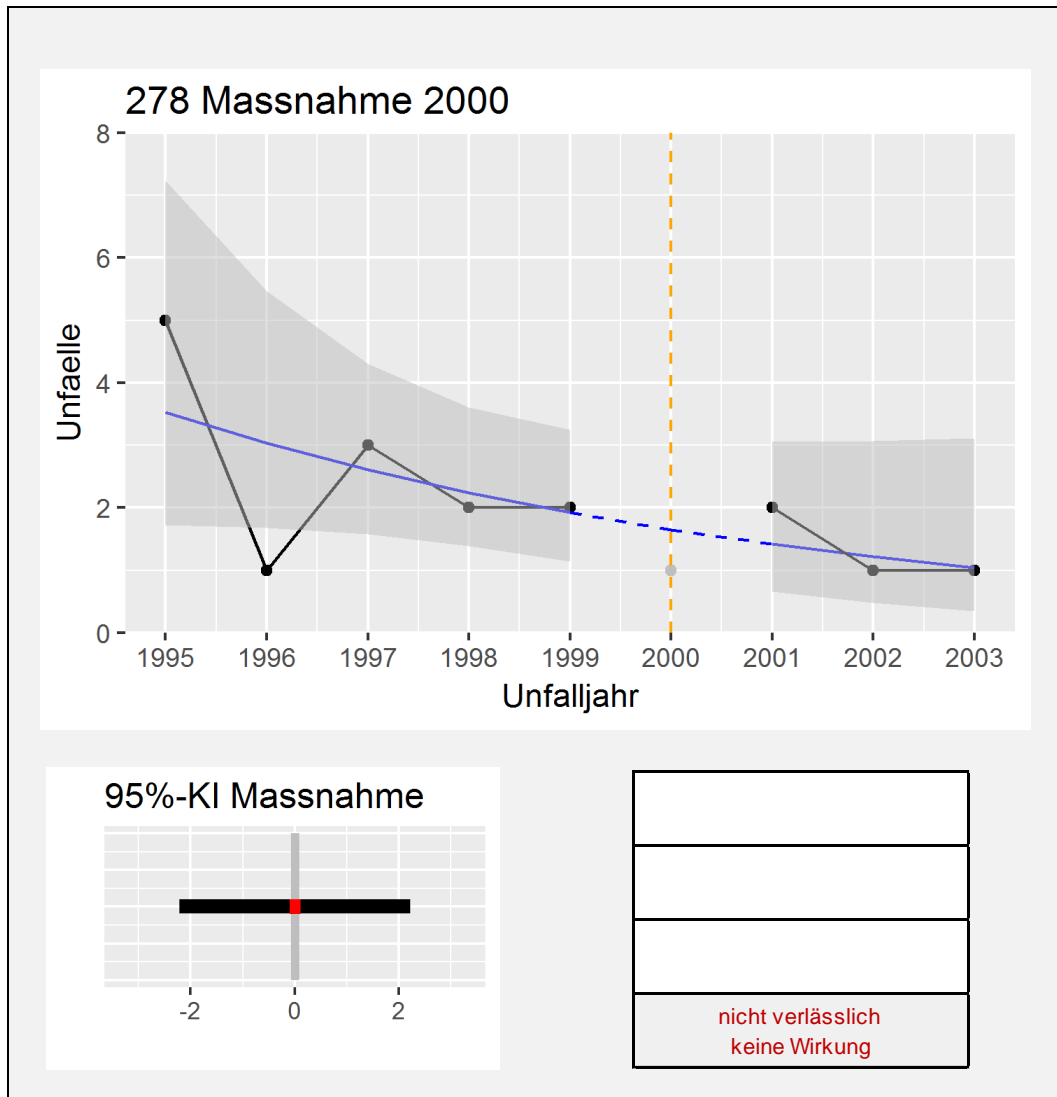 278 Massnahme 2000
8
6
4
2
0
Unfaelle
1995 1996 1997 1998 1999 2000 2001 2002 2003
Unfalljahr
95%-KI Massnahme
-2 0 2
nicht verlässlich
keine Wirkung